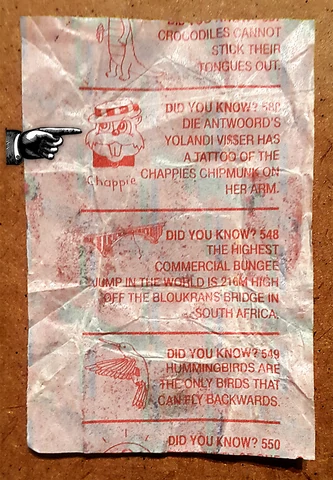 CROCODILES CANNOT
STICK THEIR
TONGUES OUT.
DID YOU KNOW?
DIE ANTWOORD'S
YOLANDI VISSER HAS
A TATTOO OF THE
CHAPPIES CHIPMUNK ON
HER ARM.
Chappie
DID YOU KNOW? 548
THE HIGHEST
COMMERCIAL BUNGEE
JUMP IN THE WORLD IS 216M HIGH
OFF THE BLOUKRANS BRIDGE IN
SOUTH AFRICA.
DID YOU KNOW? 549
HUMMINGBIRDS ARE
THE ONLY BIRDS THAT
CAN FLY BACKWARDS.
DID YOU KNOW? 550